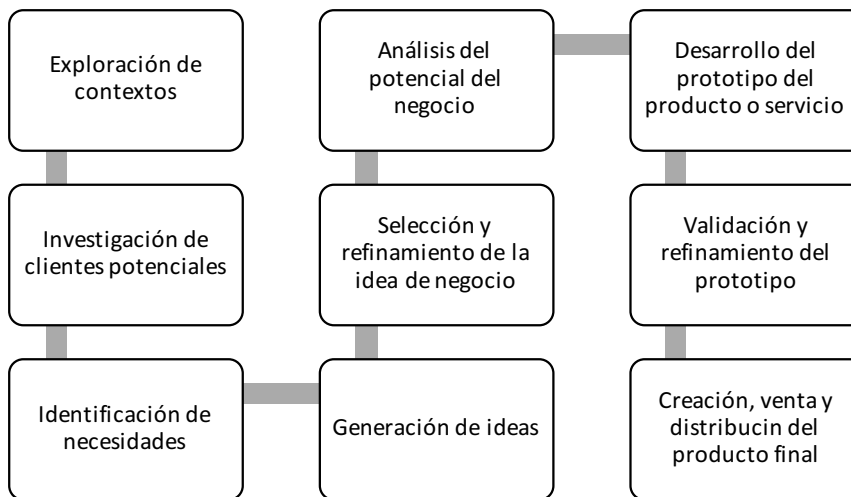 Exploración de
contextos
Investigación de
clientes potenciales
Identificación de
necesidades
Generación de ideas
Selección y
refinamiento de la
idea de negocio
Análisis del
potencial del
negocio
Desarrollo del
prototipo del
producto o servicio
Validación y
refinamiento del
prototipo
Creación, venta y
distribucin del
producto final